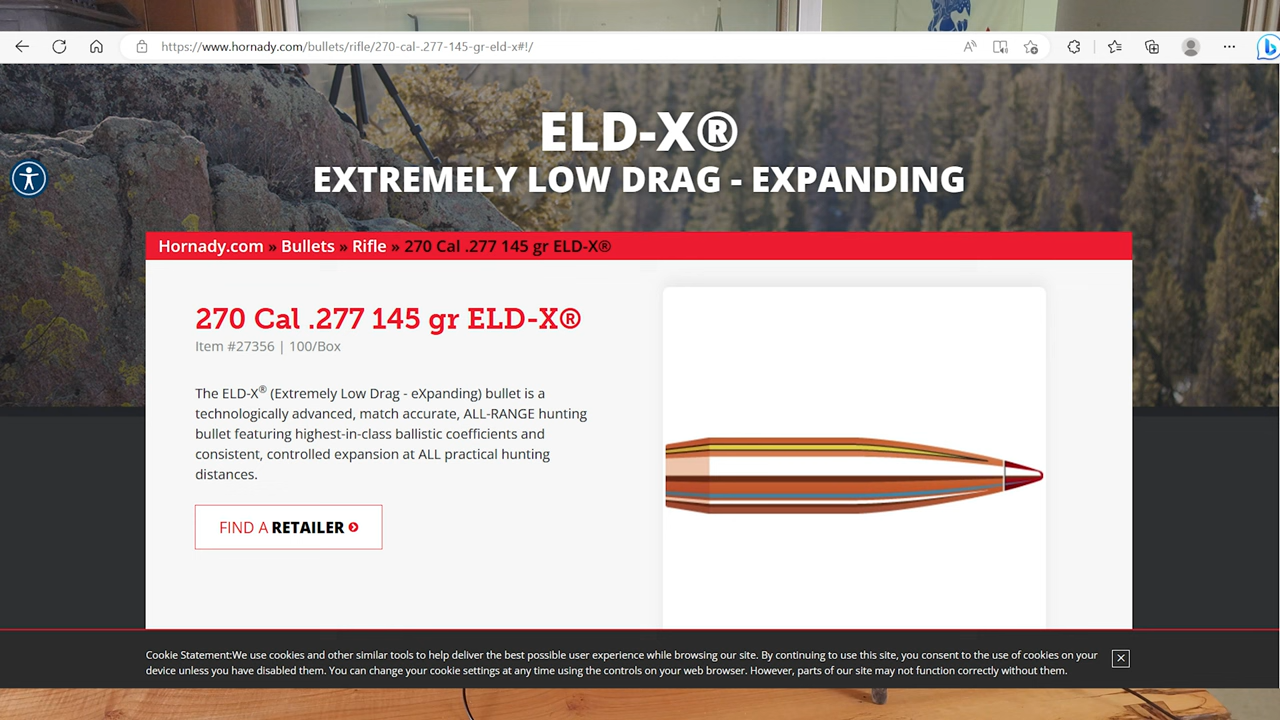 https://www.hornady.com/bullets/rifle/270-cal-.277-145-gr-eld-x#!/
ELD-X®
EXTREMELY LOW DRAG - EXPANDING
Hornady.com » Bullets » Rifle » 270 Cal .277 145 gr ELD-X®
270 Cal .277 145 gr ELD-X®
Item #27356 | 100/Box
The ELD-X® (Extremely Low Drag - eXpanding) bullet is a
technologically advanced, match accurate, ALL-RANGE hunting
bullet featuring highest-in-class ballistic coefficients and
consistent, controlled expansion at ALL practical hunting
distances.
FIND A RETAILER
Cookie Statement:We use cookies and other similar tools to help deliver the best possible user experience while browsing our site. By continuing to use this site, you consent to the use of cookies on your
device unless you have disabled them. You can change your cookie settings at any time using the controls on your web browser. However, parts of our site may not function correctly without them.